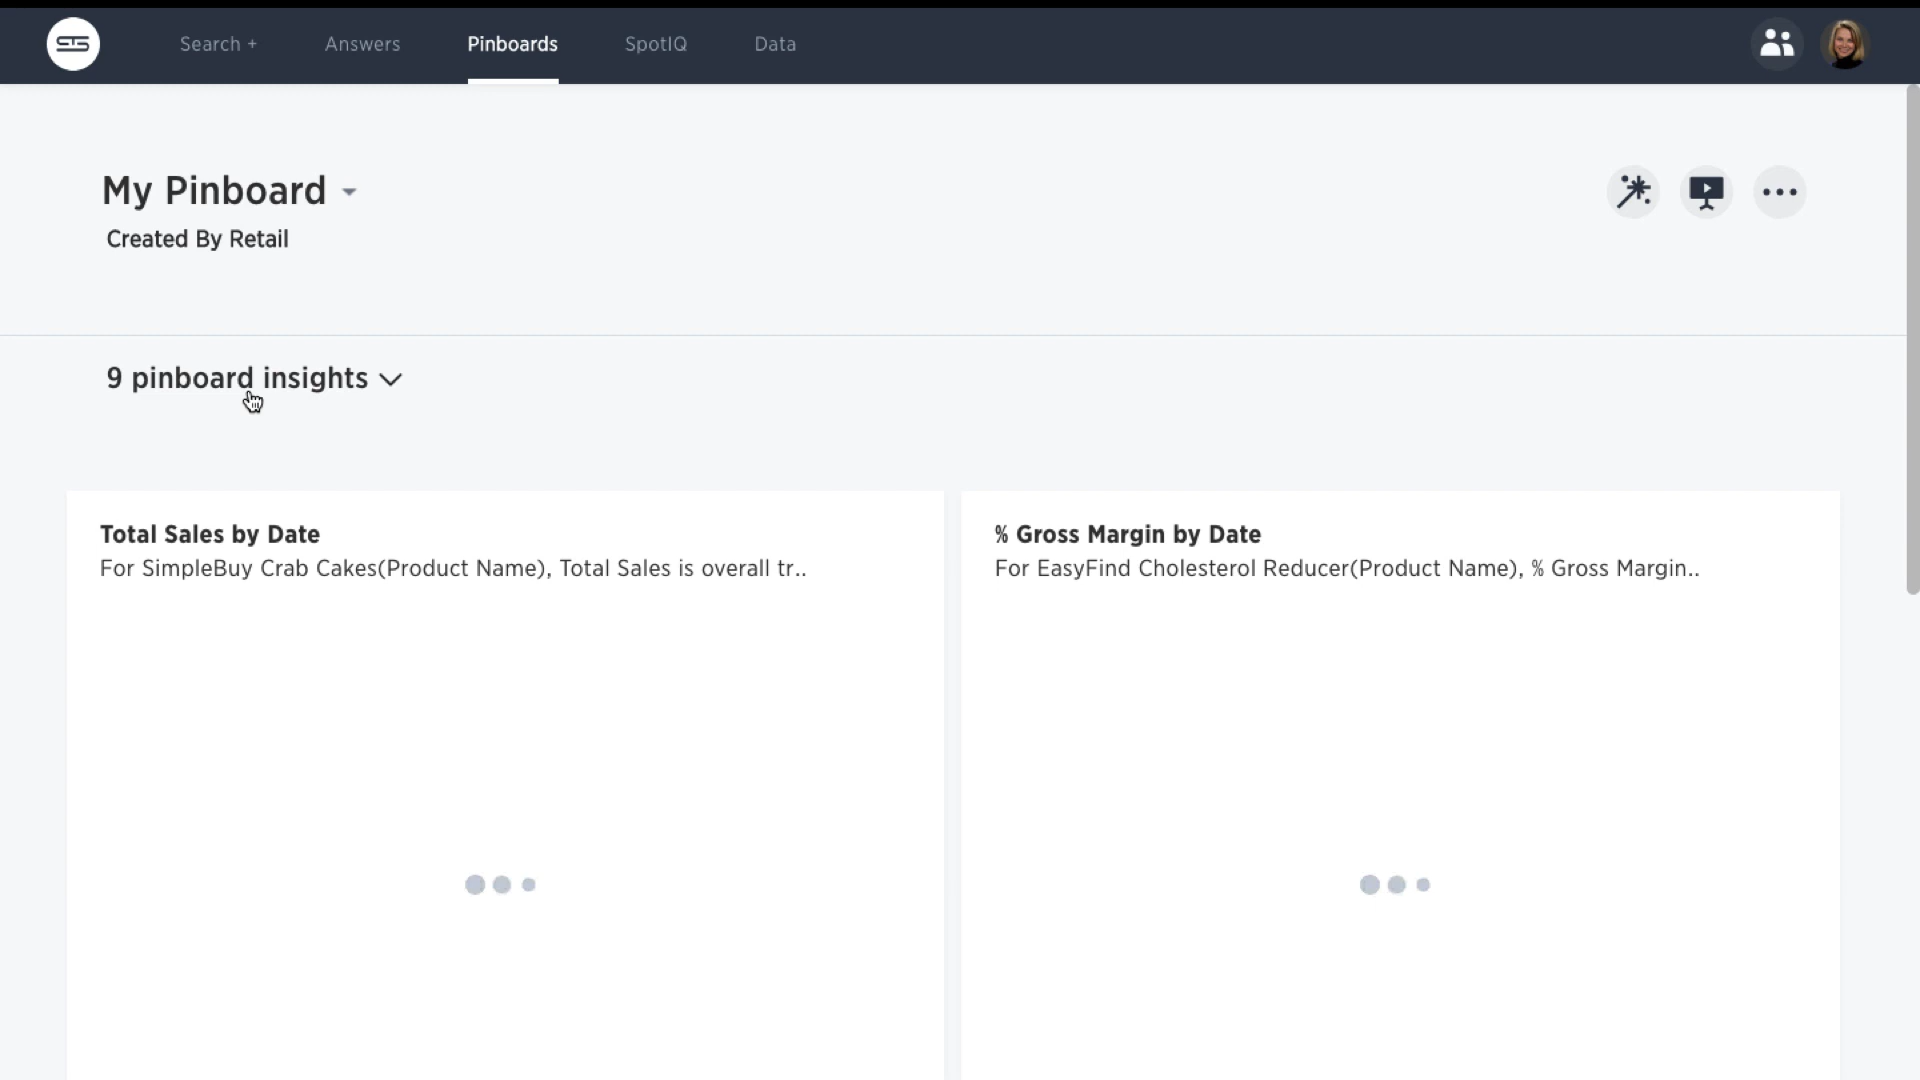 Search +
Answers
Pinboards
SpotIQ
Data
My Pinboard
Created By Retail
9 pinboard insights
Total Sales by Date
For SimpleBuy Crab Cakes(Product Name), Total Sales is overall tr..
% Gross Margin by Date
For EasyFind Cholesterol Reducer(Product Name), % Gross Margin..